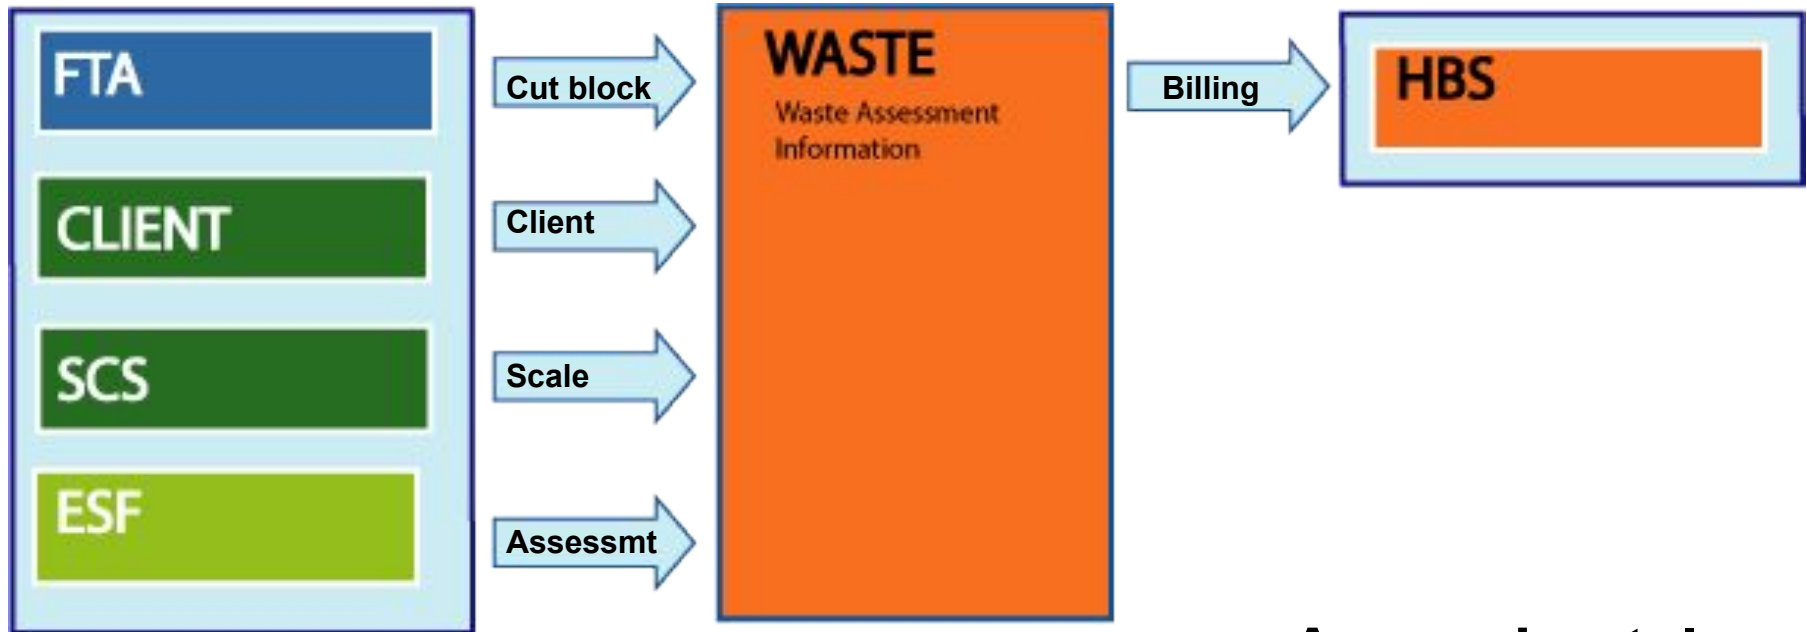 FTA
Cut block
WASTE
Waste Assessment
Information
Billing
HBS
CLIENT
Client
SCS
Scale
ESF
Assessmt